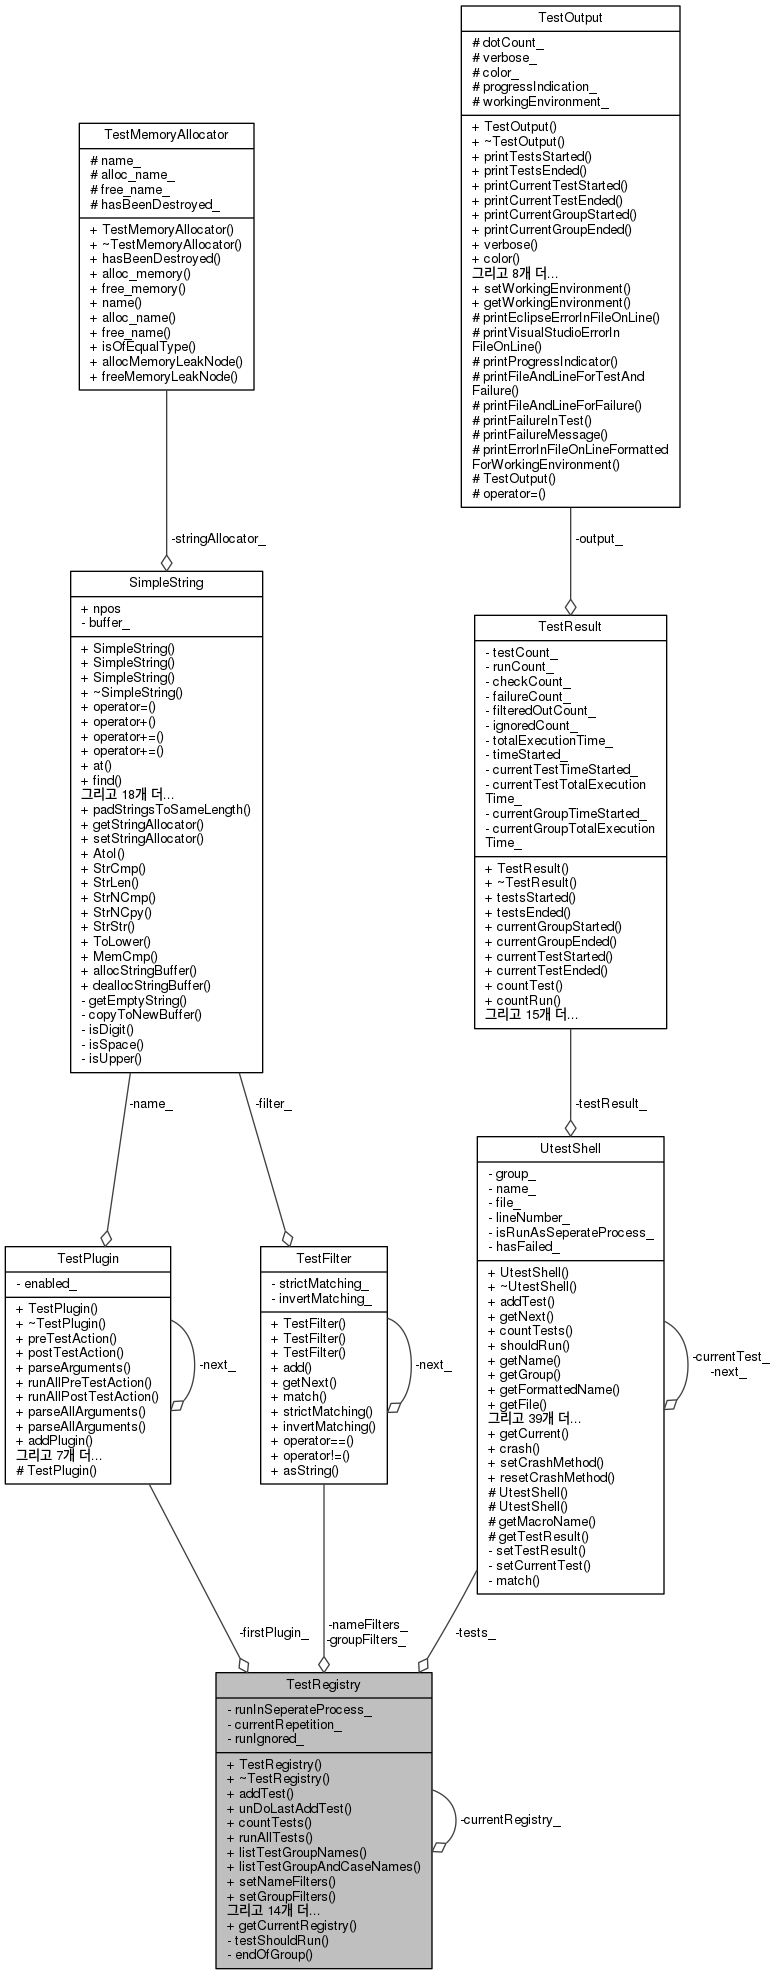 TestOutput
# dotCount_
# verbose_
# color_
# progressIndication_
# workingEnvironment_
+ TestOutput()
+ ~TestOutput()
+ printTestsStarted()
+ printTestsEnded()
+ printCurrentTestStarted()
+ printCurrentTestEnded()
+ printCurrentGroupStarted()
+ printCurrentGroupEnded()
+ verbose()
+ color()
그리고 8개 더...
+ setWorkingEnvironment()
+ getWorkingEnvironment()
# printEclipseErrorInFileOnLine()
# printVisualStudioErrorIn
FileOnLine()
# printProgressIndicator()
# printFileAndLineForTestAnd
Failure()
# printFileAndLineForFailure()
# printFailureInTest()
# printFailureMessage()
# printErrorInFileOnLineFormatted
ForWorkingEnvironment()
# TestOutput()
# operator=()
TestMemoryAllocator
# name_
# alloc_name_
# free_name_
# hasBeenDestroyed_
+ TestMemoryAllocator()
+ ~TestMemoryAllocator()
+ hasBeenDestroyed()
+ alloc_memory()
+ free_memory()
+ name()
+ alloc_name()
+ free_name()
+ isOfEqualType()
+ allocMemoryLeakNode()
+ freeMemoryLeakNode()
-stringAllocator_
-output_
SimpleString
+ npos
- buffer_
+ SimpleString()
+ SimpleString()
+ SimpleString()
+ ~SimpleString()
+ operator=()
+ operator+()
+ operator+=()
+ operator+=()
+ at()
+ find()
그리고 18개 더...
+ padStringsToSameLength()
+ getStringAllocator()
+ setStringAllocator()
+ AtoI()
+ StrCmp()
+ StrLen()
+ StrNCmp()
+ StrNCpy()
+ StrStr()
+ ToLower()
+ MemCmp()
+ allocStringBuffer()
+ deallocStringBuffer()
- getEmptyString()
- copyToNewBuffer()
- isDigit()
- isSpace()
- isUpper()
TestResult
- testCount_
- runCount_
- checkCount_
- failureCount_
- filteredOutCount_
- ignoredCount_
- totalExecutionTime_
- timeStarted_
- currentTestTimeStarted_
- currentTestTotalExecution
Time_
- currentGroupTimeStarted_
- currentGroupTotalExecution
Time_
+ TestResult()
+ ~TestResult()
+ testsStarted()
+ testsEnded()
+ currentGroupStarted()
+ currentGroupEnded()
+ currentTestStarted()
+ currentTestEnded()
+ countTest()
+ countRun()
그리고 15개 더...
-name_
-filter_
-testResult_
TestPlugin
- enabled_
+ TestPlugin()
+ ~TestPlugin()
+ preTestAction()
+ postTestAction()
+ parseArguments()
+ runAllPreTestAction()
+ runAllPostTestAction()
+ parseAllArguments()
+ parseAllArguments()
+ addPlugin()
그리고 7개 더...
# TestPlugin()
-next_
TestFilter
- strictMatching_
- invertMatching_
+ TestFilter()
+ TestFilter()
+ TestFilter()
+ add()
+ getNext()
+ match()
+ strictMatching()
+ invertMatching()
+ operator==()
+ operator!=()
+ asString()
-next_
UtestShell
- group_
- name_
- file_
- lineNumber_
- isRunAsSeperateProcess_
- hasFailed_
+ UtestShell()
+ ~UtestShell()
+ addTest()
+ getNext()
+ countTests()
+ shouldRun()
+ getName()
+ getGroup()
+ getFormattedName()
+ getFile()
그리고 39개 더...
+ getCurrent()
+ crash()
+ setCrashMethod()
+ resetCrashMethod()
# UtestShell()
# UtestShell()
# getMacroName()
# getTestResult()
- setTestResult()
- setCurrentTest()
- match()
-currentTest_
-next_
-firstPlugin_
-nameFilters_
-groupFilters_
-tests_
TestRegistry
- runInSeperateProcess_
- currentRepetition_
- runIgnored_
+ TestRegistry()
+ ~TestRegistry()
+ addTest()
+ unDoLastAddTest()
+ countTests()
+ runAllTests()
+ listTestGroupNames()
+ listTestGroupAndCaseNames()
+ setNameFilters()
+ setGroupFilters()
그리고 14개 더...
+ getCurrentRegistry()
- testShouldRun()
- endOfGroup()
-currentRegistry_